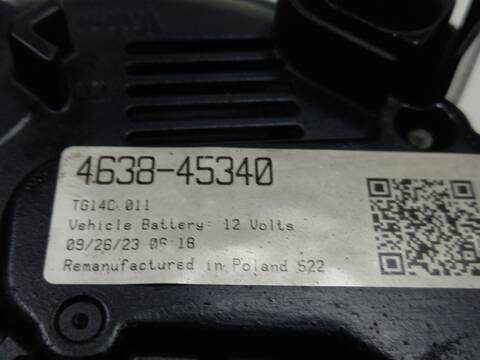 4638-45340
TG14C 011
Vehicle Battery: 12 Volts
09/26/23 06:18
Remanufactured in Poland S22